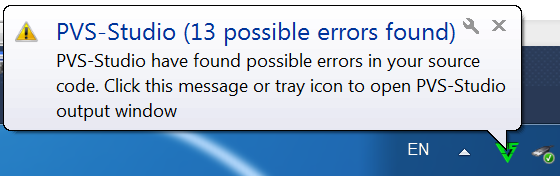 PVS-Studio (13 possible errors found)
PVS-Studio have found possible errors in your source
code. Click this message or tray icon to open PVS-Studio
output window
EN